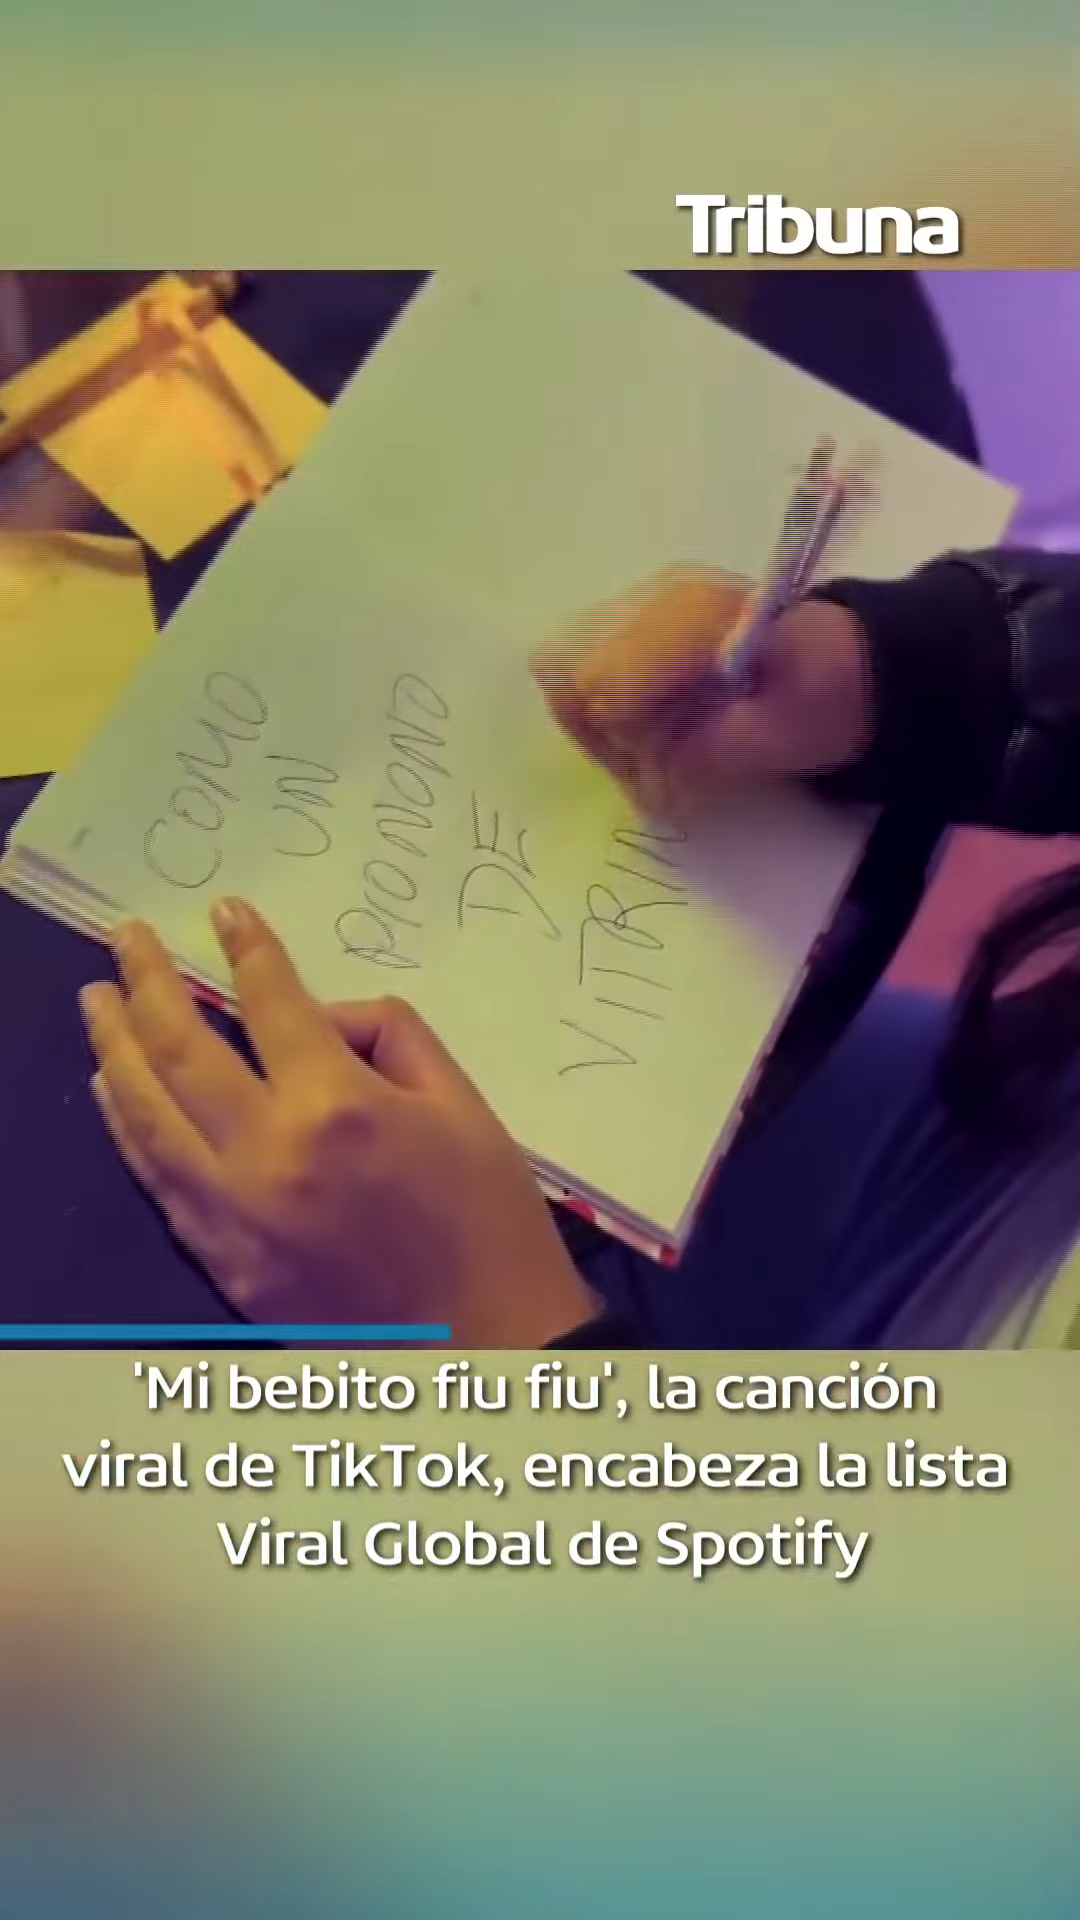 Tribuna
COMO
UN
PIONONO
DE
VITRIN
'Mi bebito fiu fiu', la canción
viral de TikTok, encabeza la lista
Viral Global de Spotify